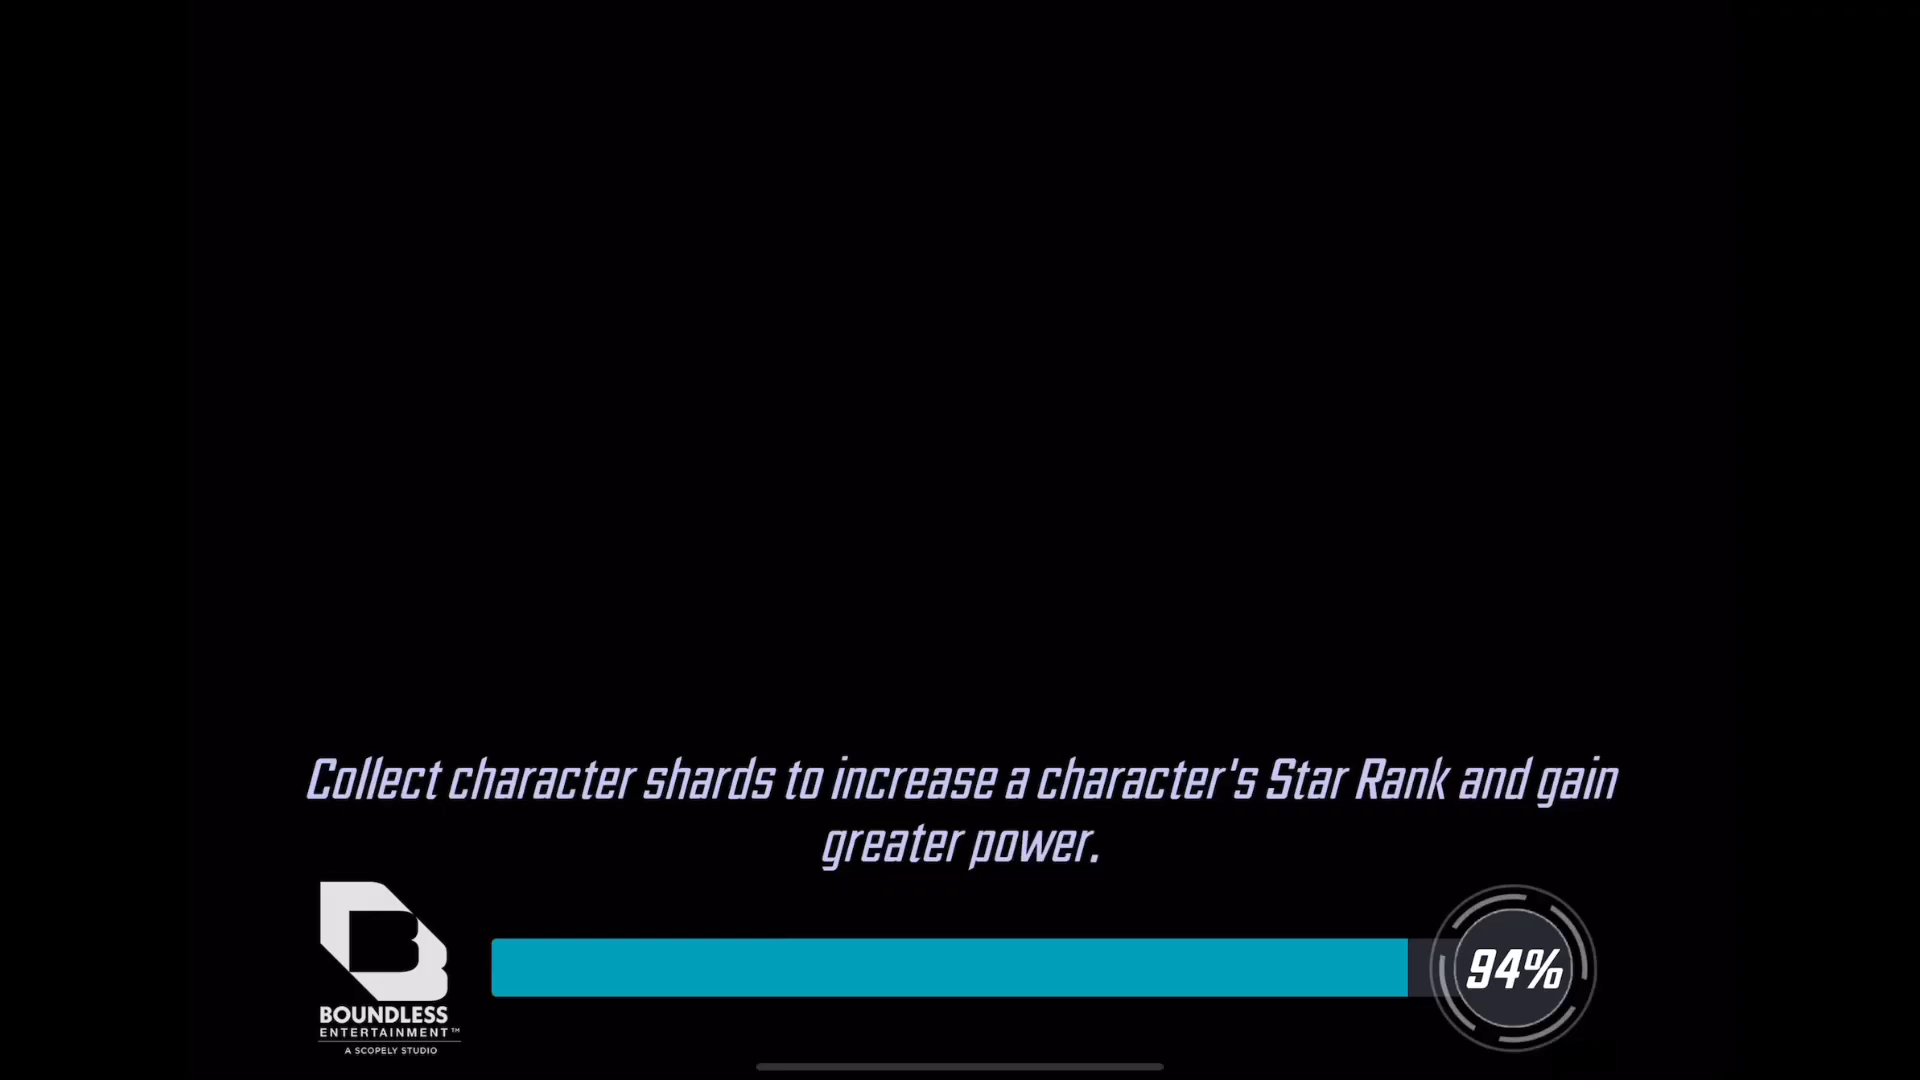 Collect character shards to increase a character's Star Rank and gain
greater power.
94%
BOUNDLESS
ENTERTAINMENT™
A SCOPELY STUDIO